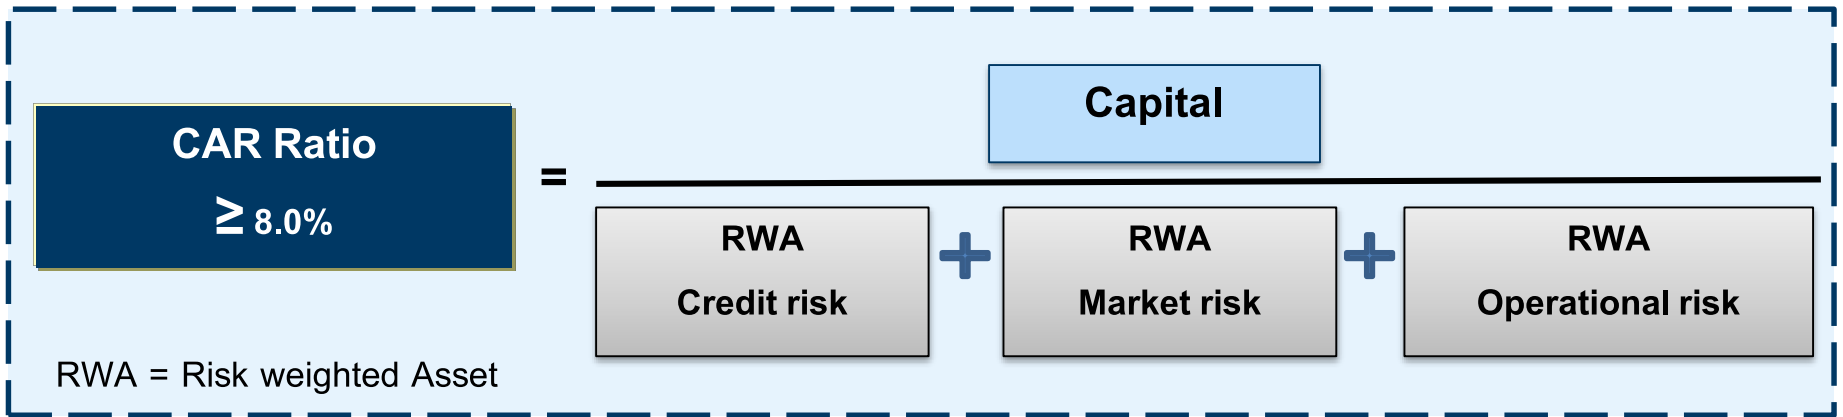 CAR Ratio
≥ 8.0%
=
Capital
RWA
Credit risk
+
RWA
Market risk
+
RWA
Operational risk
RWA = Risk weighted Asset